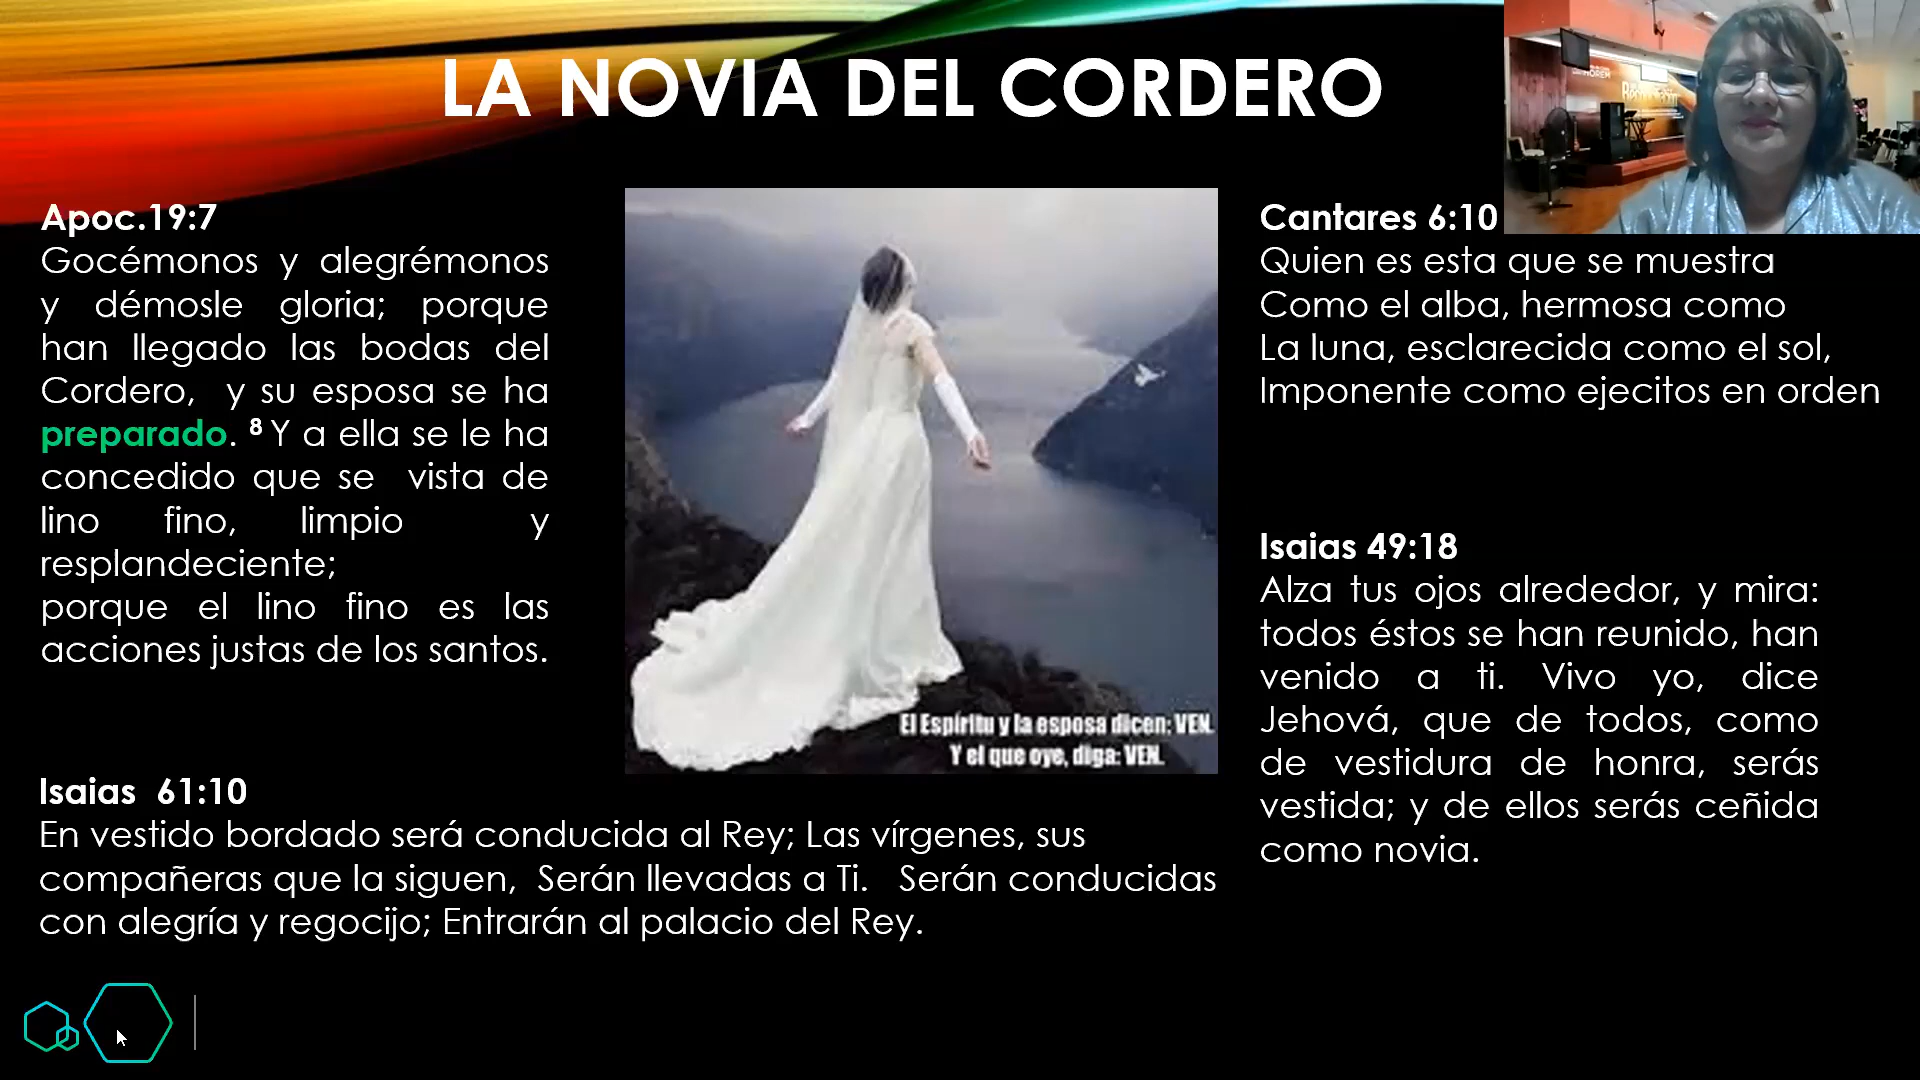 LA NOVIA DEL CORDERO
Apoc.19:7
Gocémonos y alegrémonos
y démosle gloria; porque
han llegado las bodas del
Cordero, y su esposa se ha
preparado. ⁸ Y a ella se le ha
concedido que se vista de
lino fino, limpio y
resplandeciente;
porque el lino fino es las
acciones justas de los santos.
El Espíritu y la esposa dicen: VEN.
Y el que oye, diga: VEN.
Isaias 61:10
En vestido bordado será conducida al Rey; Las vírgenes, sus
compañeras que la siguen, Serán llevadas a Ti. Serán conducidas
con alegría y regocijo; Entrarán al palacio del Rey.
Cantares 6:10
Quien es esta que se muestra
Como el alba, hermosa como
La luna, esclarecida como el sol,
Imponente como ejecitos en orden
Isaias 49:18
Alza tus ojos alrededor, y mira:
todos éstos se han reunido, han
venido a ti. Vivo yo, dice
Jehová, que de todos, como
de vestidura de honra, serás
vestida; y de ellos serás ceñida
como novia.